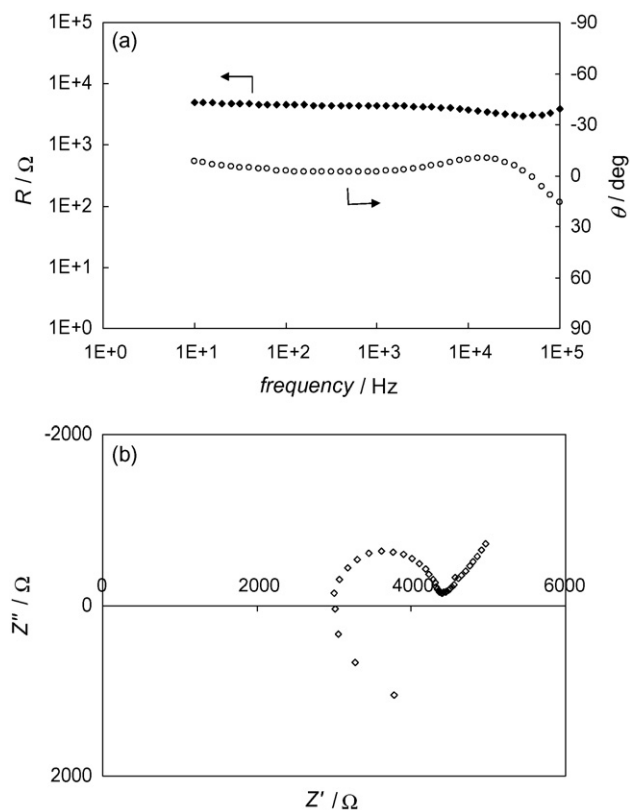 (a)
1E+5
1E+4
1E+3
1E+2
1E+1
1E+0
R / Ω
-90
-60
-30
0
30
60
90
θ / deg
1E+0
1E+1
1E+2
1E+3
1E+4
1E+5
frequency / Hz
(b)
-2000
0
2000
Z" / Ω
0
2000
4000
6000
Z' / Ω